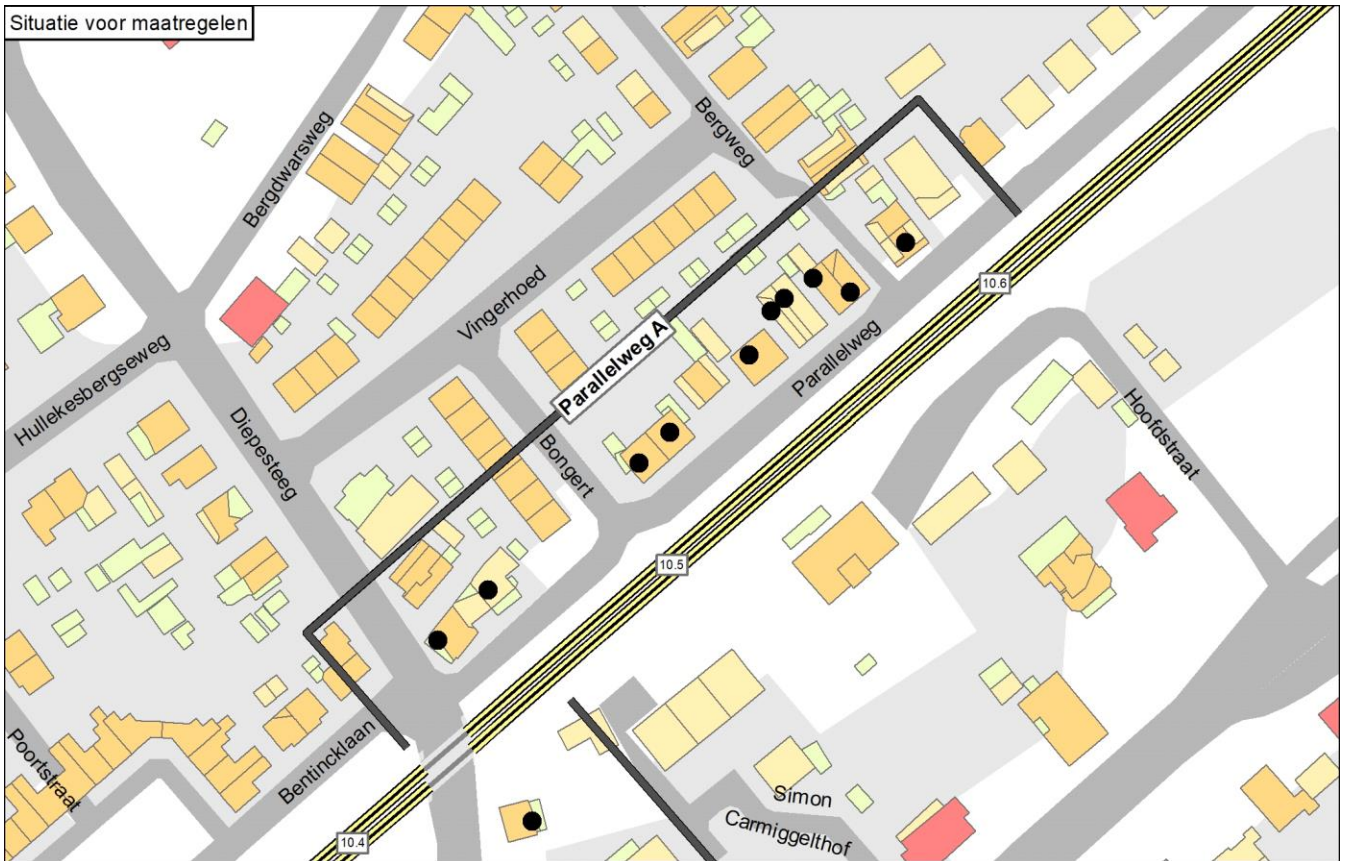 Situatie voor maatregelen
Bergweg
Bergdwarsweg
10.6
Vingerhoed
Parallelweg A
Parallelweg
Hullekesbergseweg
Diepesteeg
Bongert
Hoofdstraat
10.5
Bentincklaan
Poortstraat
Simon
Carmiggelthof
10.4